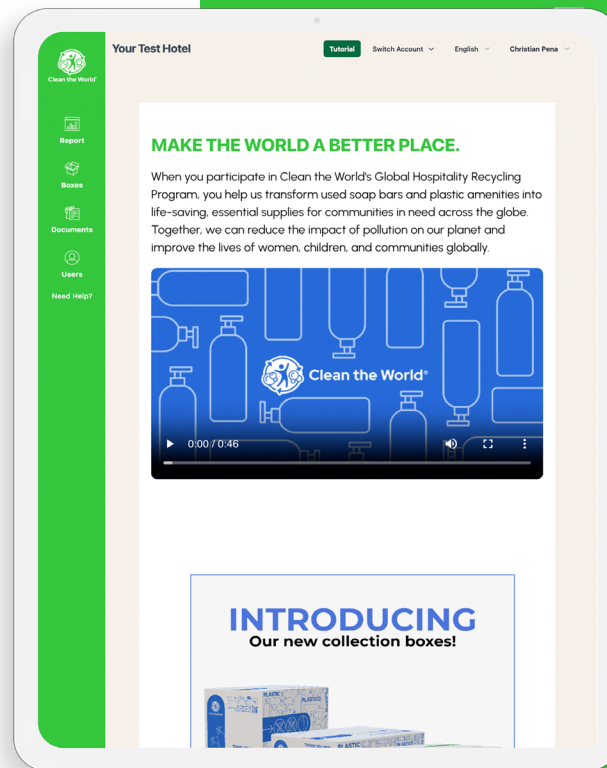 Your Test Hotel
Tutorial
Switch Account
English
Christian Pena
Clean the World
Report
Boxes
Documents
Users
Need Help?
MAKE THE WORLD A BETTER PLACE.
When you participate in Clean the World's Global Hospitality Recycling
Program, you help us transform used soap bars and plastic amenities into
life-saving, essential supplies for communities in need across the globe.
Together, we can reduce the impact of pollution on our planet and
improve the lives of women, children, and communities globally.
Clean the World®
0:00 / 0:46
INTRODUCING
Our new collection boxes!
PLASTIC
PLÁSTICO
PLASTIC